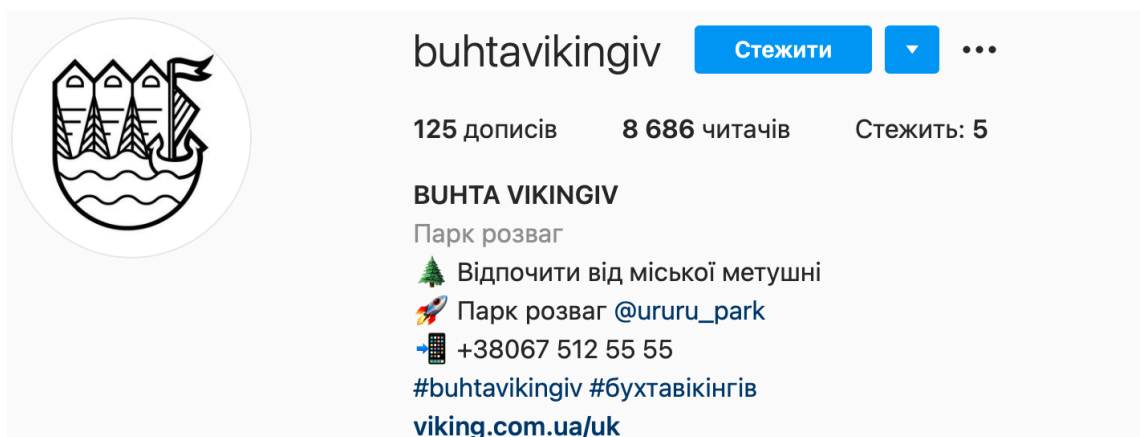 buhtavikingiv Стежити
125 дописів 8 686 читачів Стежить: 5
BUHTA VIKINGIV
Парк розваг
🌲 Відпочити від міської метушні
🚀 Парк розваг @ururu_park
📲 +38067 512 55 55
#buhtavikingiv #бухтавікінгів
viking.com.ua/uk